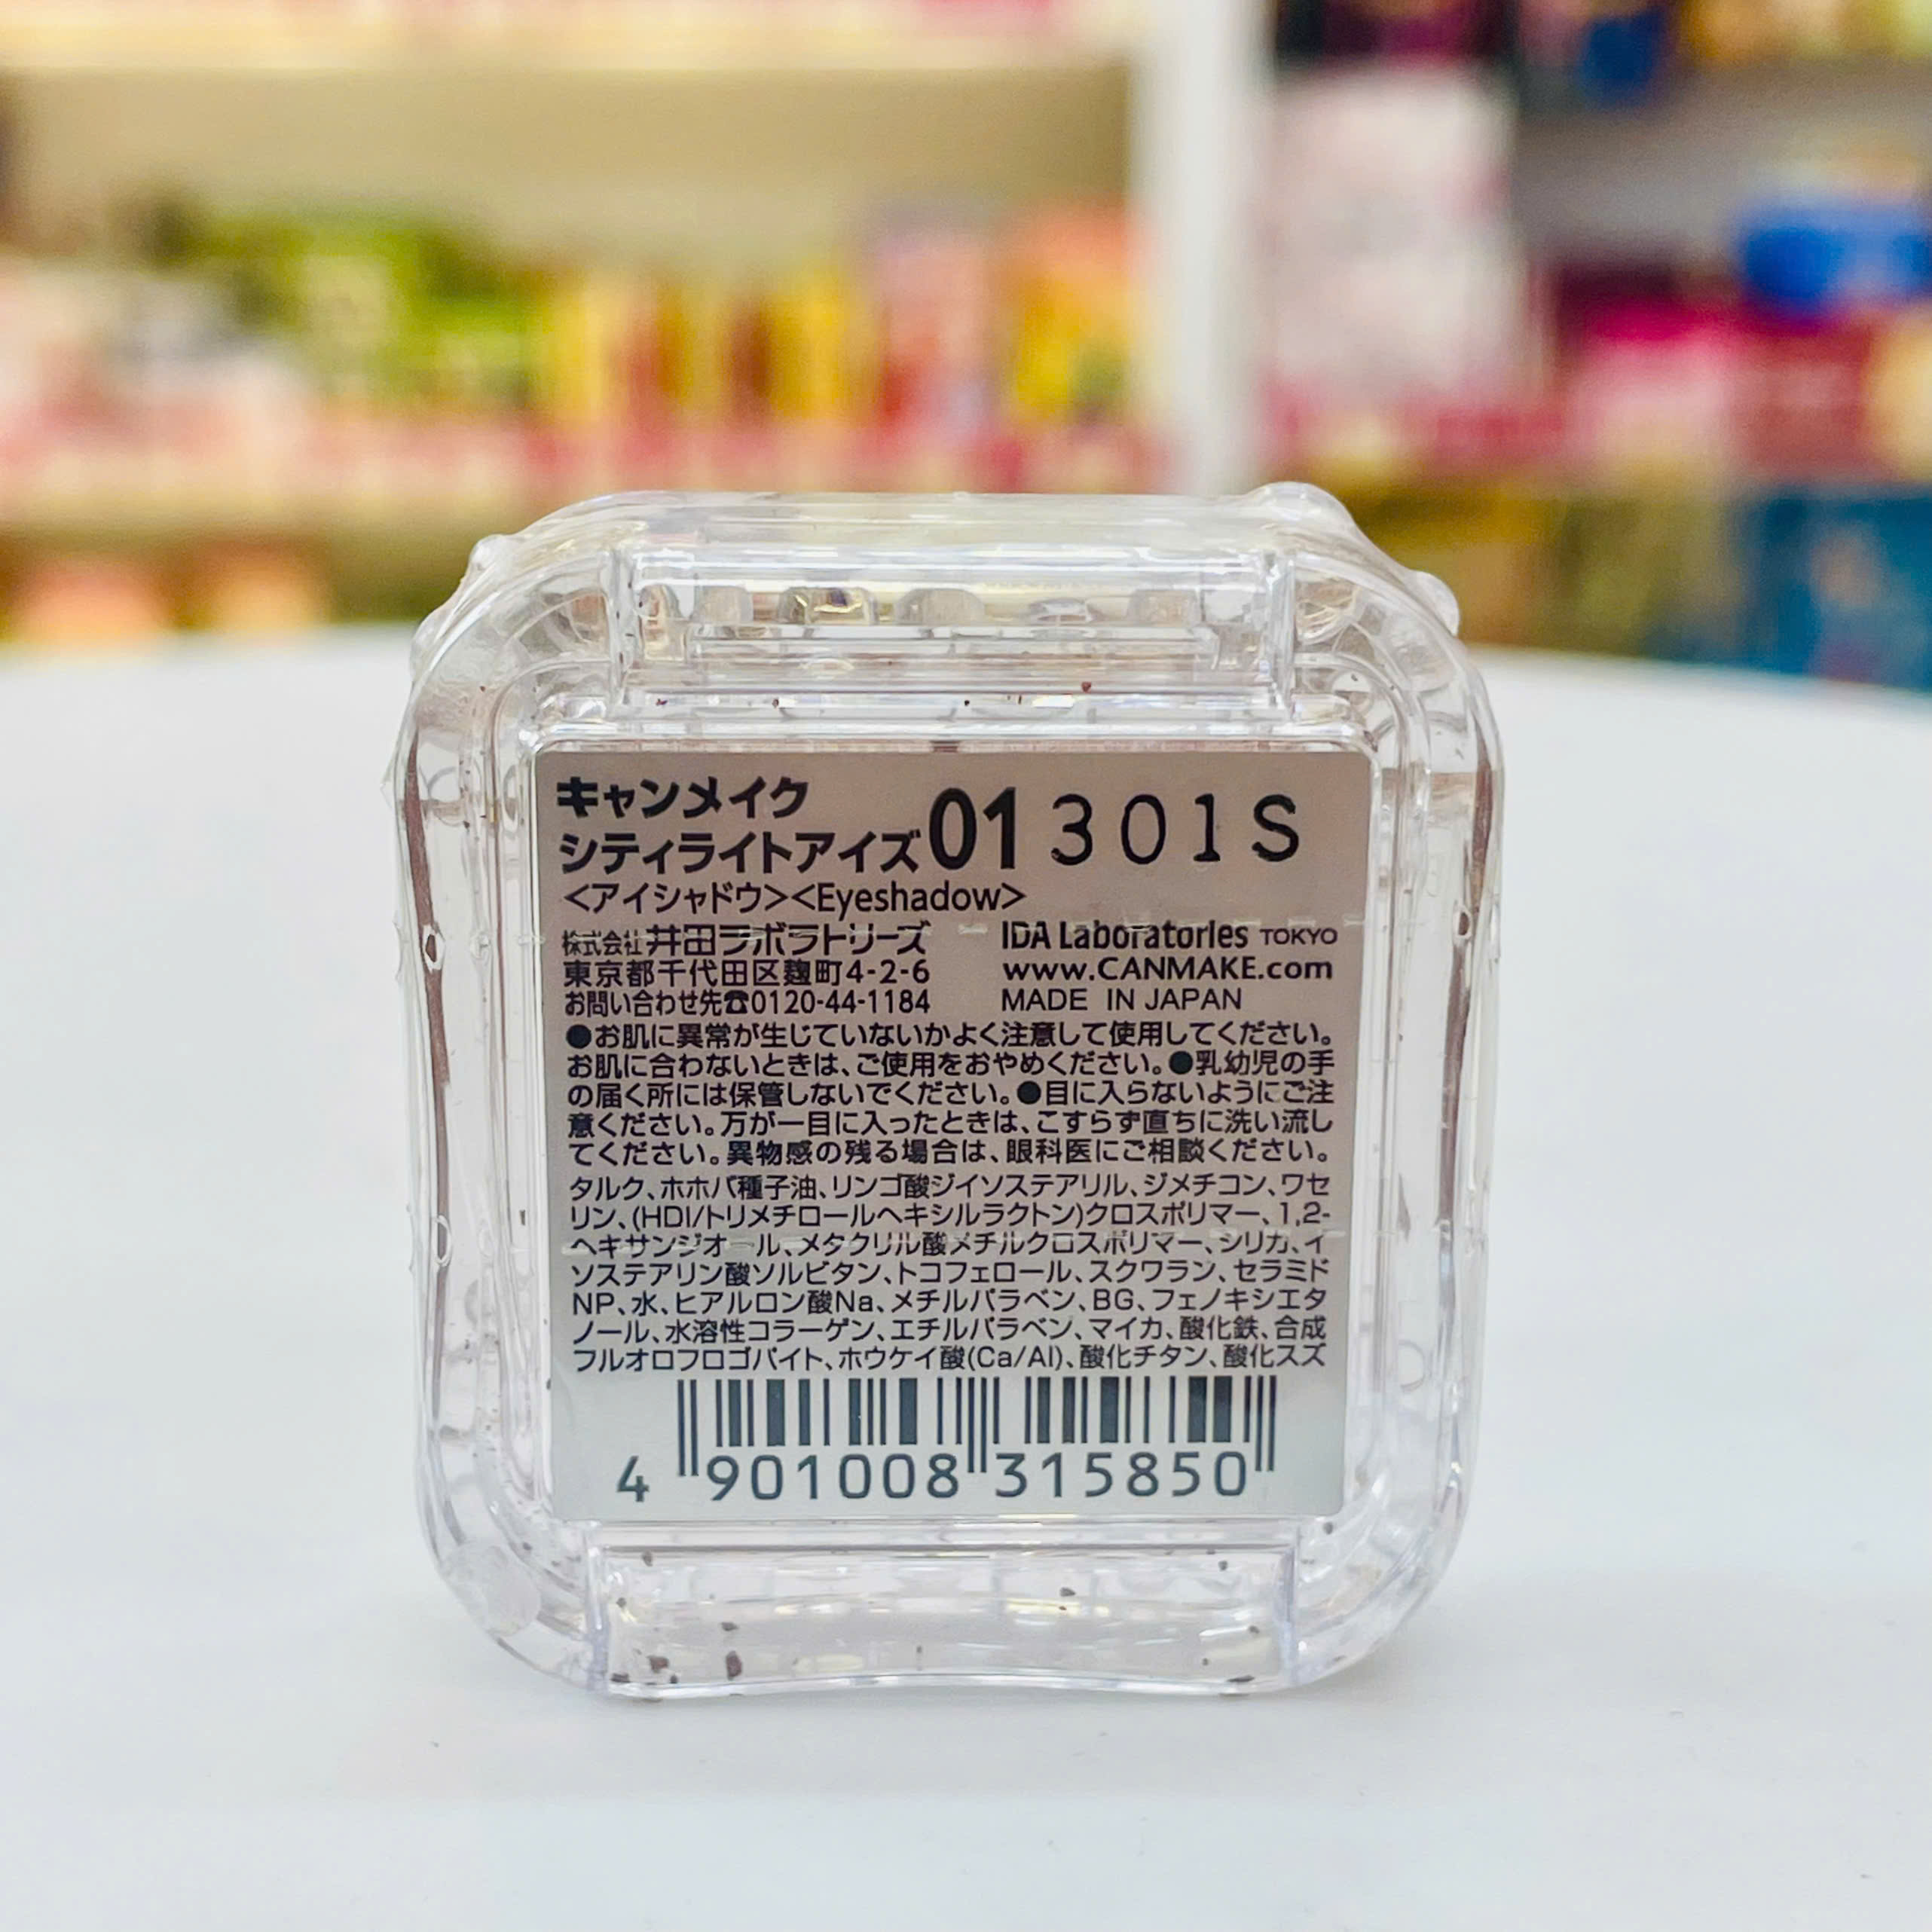 キャンメイク
シティライトアイズ 01 301S
<アイシャドウ><Eyeshadow>
株式会社井田ラボラトリーズ
東京都千代田区麹町4-2-6
お問い合わせ先☎0120-44-1184
IDA Laboratories TOKYO
www.CANMAKE.com
MADE IN JAPAN
●お肌に異常が生じていないかよく注意して使用してください。
お肌に合わないときは、ご使用をおやめください。●乳幼児の手
の届く所には保管しないでください。●目に入らないようにご注
意ください。万が一目に入ったときは、こすらず直ちに洗い流し
てください。異物感の残る場合は、眼科医にご相談ください。
タルク、ホホバ種子油、リンゴ酸ジイソステアリル、ジメチコン、ワセ
リン、(HDI/トリメチロールヘキシルラクトン)クロスポリマー、1,2-
ヘキサンジオール、メタクリル酸メチルクロスポリマー、シリカ、イ
ソステアリン酸ソルビタン、トコフェロール、スクワラン、セラミド
NP、水、ヒアルロン酸Na、メチルパラベン、BG、フェノキシエタ
ノール、水溶性コラーゲン、エチルパラベン、マイカ、酸化鉄、合成
フルオロフロゴパイト、ホウケイ酸(Ca/Al)、酸化チタン、酸化スズ
4 901008 315850